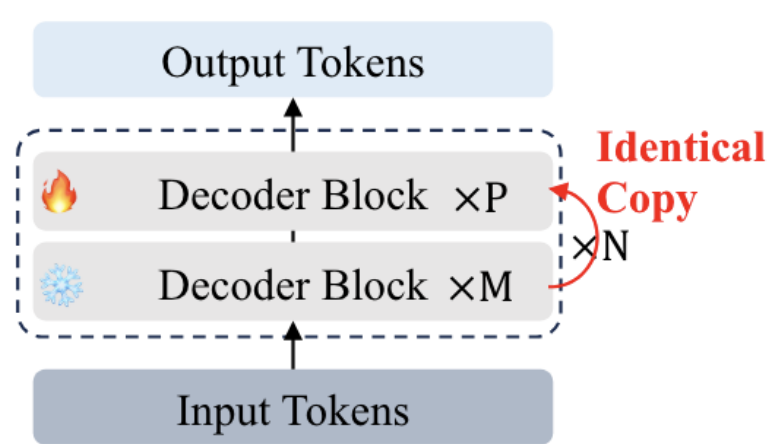 Output Tokens
Identical
Copy
Decoder Block ×P
×N
Decoder Block ×M
Input Tokens